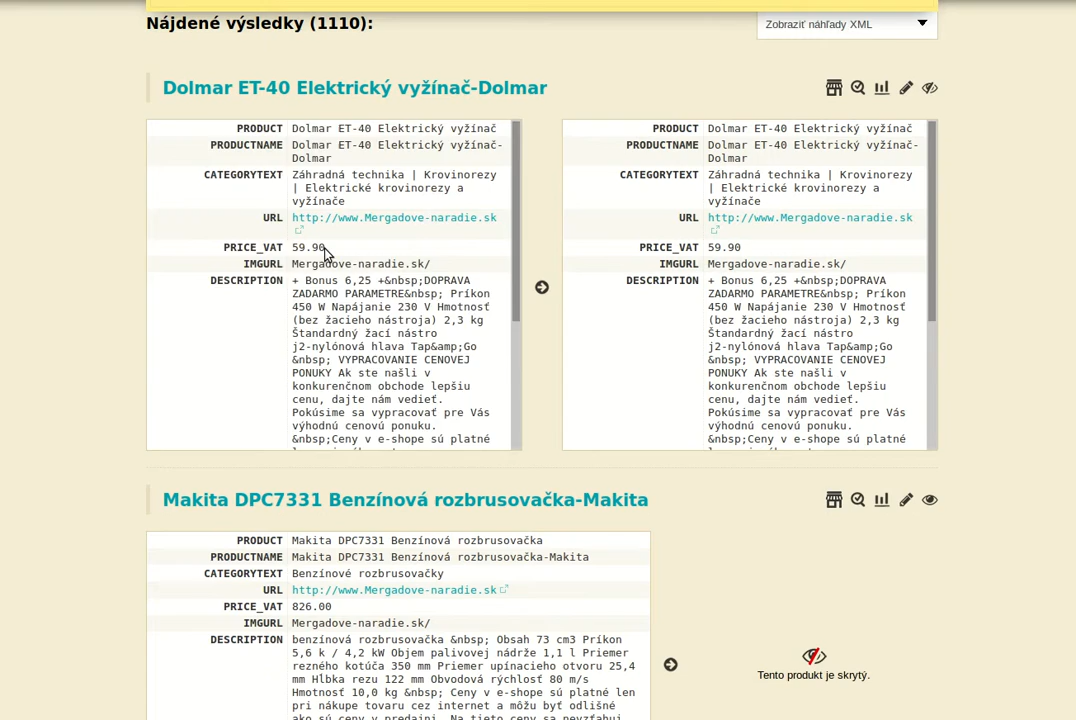 Nájdené výsledky (1110):
Zobraziť náhľady XML
Dolmar ET-40 Elektrický vyžínač-Dolmar
PRODUCT Dolmar ET-40 Elektrický vyžínač
PRODUCTNAME Dolmar ET-40 Elektrický vyžínač-
Dolmar
CATEGORYTEXT Záhradná technika | Krovinorezy
| Elektrické krovinorezy a
vyžínače
URL http://www.Mergadove-naradie.sk
PRICE_VAT 59.90
IMGURL Mergadove-naradie.sk/
DESCRIPTION + Bonus 6,25 +&nbsp;DOPRAVA
ZADARMO PARAMETRE&nbsp; Príkon
450 W Napájanie 230 V Hmotnosť
(bez žacieho nástroja) 2,3 kg
Štandardný žací nástro
j2-nylónová hlava Tap&amp;Go
&nbsp; VYPRACOVANIE CENOVEJ
PONUKY Ak ste našli v
konkurenčnom obchode lepšiu
cenu, dajte nám vedieť.
Pokúsime sa vypracovať pre Vás
výhodnú cenovú ponuku.
&nbsp;Ceny v e-shope sú platné
PRODUCT Dolmar ET-40 Elektrický vyžínač
PRODUCTNAME Dolmar ET-40 Elektrický vyžínač-
Dolmar
CATEGORYTEXT Záhradná technika | Krovinorezy
| Elektrické krovinorezy a
vyžínače
URL http://www.Mergadove-naradie.sk
PRICE_VAT 59.90
IMGURL Mergadove-naradie.sk/
DESCRIPTION + Bonus 6,25 +&nbsp;DOPRAVA
ZADARMO PARAMETRE&nbsp; Príkon
450 W Napájanie 230 V Hmotnosť
(bez žacieho nástroja) 2,3 kg
Štandardný žací nástro
j2-nylónová hlava Tap&amp;Go
&nbsp; VYPRACOVANIE CENOVEJ
PONUKY Ak ste našli v
konkurenčnom obchode lepšiu
cenu, dajte nám vedieť.
Pokúsime sa vypracovať pre Vás
výhodnú cenovú ponuku.
&nbsp;Ceny v e-shope sú platné
Makita DPC7331 Benzínová rozbrusovačka-Makita
PRODUCT Makita DPC7331 Benzínová rozbrusovačka
PRODUCTNAME Makita DPC7331 Benzínová rozbrusovačka-Makita
CATEGORYTEXT Benzínové rozbrusovačky
URL http://www.Mergadove-naradie.sk
PRICE_VAT 826.00
IMGURL Mergadove-naradie.sk/
DESCRIPTION benzínová rozbrusovačka &nbsp; Obsah 73 cm3 Príkon
5,6 k / 4,2 kW Objem palivovej nádrže 1,1 l Priemer
rezného kotúča 350 mm Priemer upínacieho otvoru 25,4
mm Hlbka rezu 122 mm Obvodová rýchlosť 80 m/s
Hmotnosť 10,0 kg &nbsp; Ceny v e-shope sú platné len
pri nákupe tovaru cez internet a môžu byť odlišné
ako sú ceny v predajni. Na tieto ceny sa nevzťahujú
Tento produkt je skrytý.